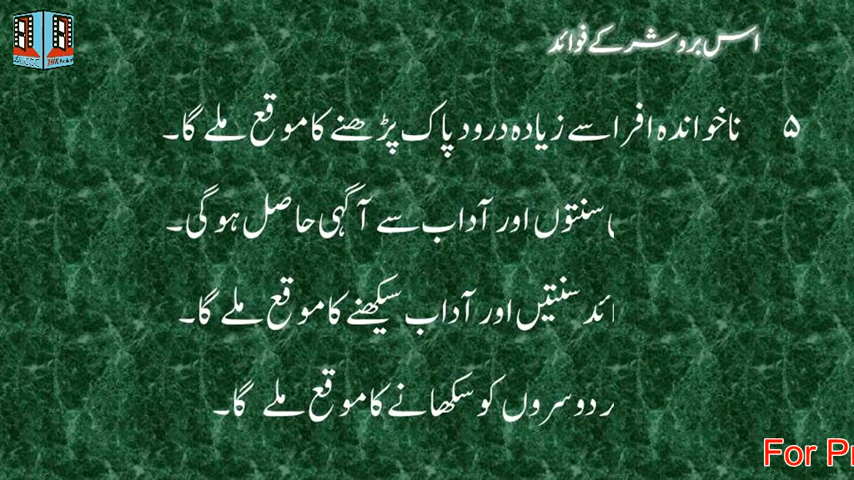 اس بروشر کے فوائد
۵ ناخواندہ افرا سے زیادہ درود پاک پڑھنے کا موقع ملے گا۔
سنتوں اور آداب سے آگہی حاصل ہو گی۔
ائد سنتیں اور آداب سیکھنے کا موقع ملے گا۔
ر دوسروں کو سکھانے کا موقع ملے گا۔
For Pr